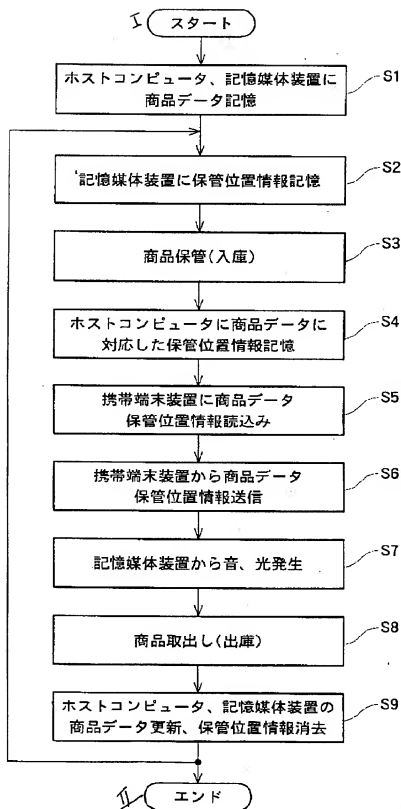 I スタート
ホストコンピュータ、記憶媒体装置に
商品データ記憶
S1
記憶媒体装置に保管位置情報記憶
S2
商品保管(入庫)
S3
ホストコンピュータに商品データに
対応した保管位置情報記憶
S4
携帯端末装置に商品データ
保管位置情報読込み
S5
携帯端末装置から商品データ
保管位置情報送信
S6
記憶媒体装置から音、光発生
S7
商品取出し(出庫)
S8
ホストコンピュータ、記憶媒体装置の
商品データ更新、保管位置情報消去
S9
II エンド